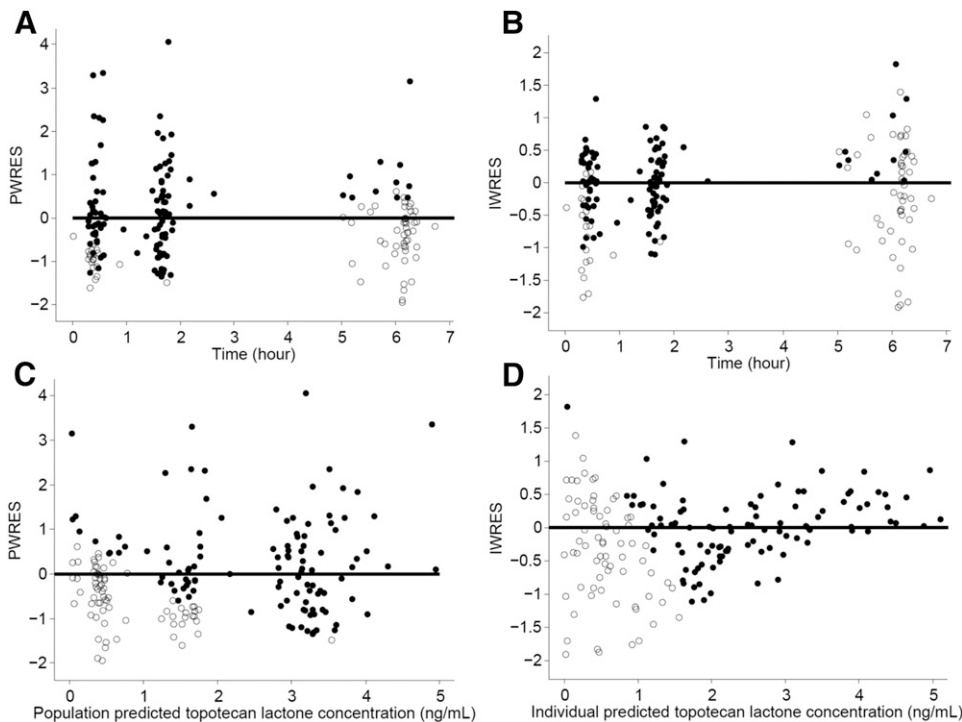 A
4
3
2
1
0
−1
−2
PWRES
0 1 2 3 4 5 6 7
Time (hour)
B
2
1.5
1
0.5
0
−0.5
−1
−1.5
−2
IWRES
0 1 2 3 4 5 6 7
Time (hour)
C
4
3
2
1
0
−1
−2
PWRES
0 1 2 3 4 5
Population predicted topotecan lactone concentration (ng/mL)
D
2
1.5
1
0.5
0
−0.5
−1
−1.5
−2
IWRES
0 1 2 3 4 5
Individual predicted topotecan lactone concentration (ng/mL)